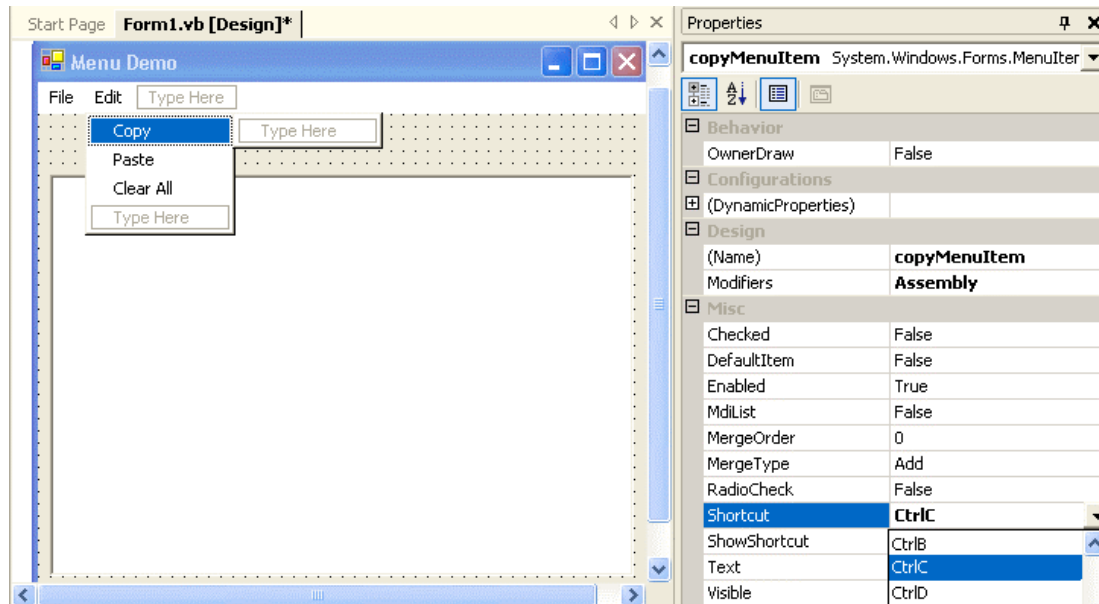 Start Page Form1.vb [Design]*
Menu Demo
File Edit Type Here
Copy Type Here
Paste
Clear All
Type Here
Properties
copyMenuItem System.Windows.Forms.MenuIter
Behavior
OwnerDraw False
Configurations
(DynamicProperties)
Design
(Name) copyMenuItem
Modifiers Assembly
Misc
Checked False
DefaultItem False
Enabled True
MdiList False
MergeOrder 0
MergeType Add
RadioCheck False
Shortcut CtrlC
ShowShortcut CtrlB
Text CtrlC
Visible CtrlD